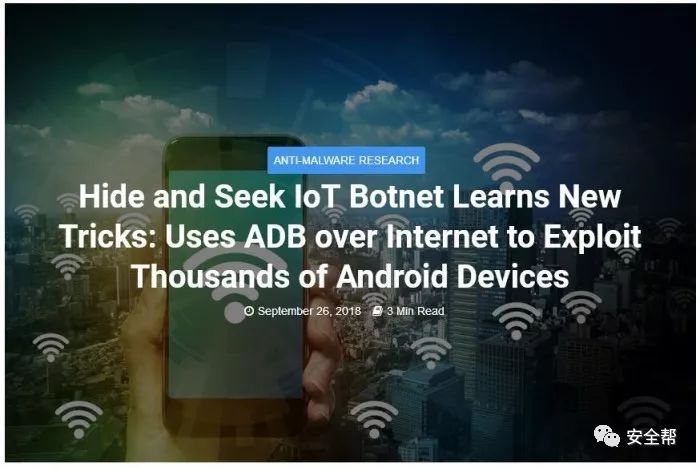 ANTI-MALWARE RESEARCH
Hide and Seek IoT Botnet Learns New
Tricks: Uses ADB over Internet to Exploit
Thousands of Android Devices
September 26, 2018 3 Min Read
安全帮